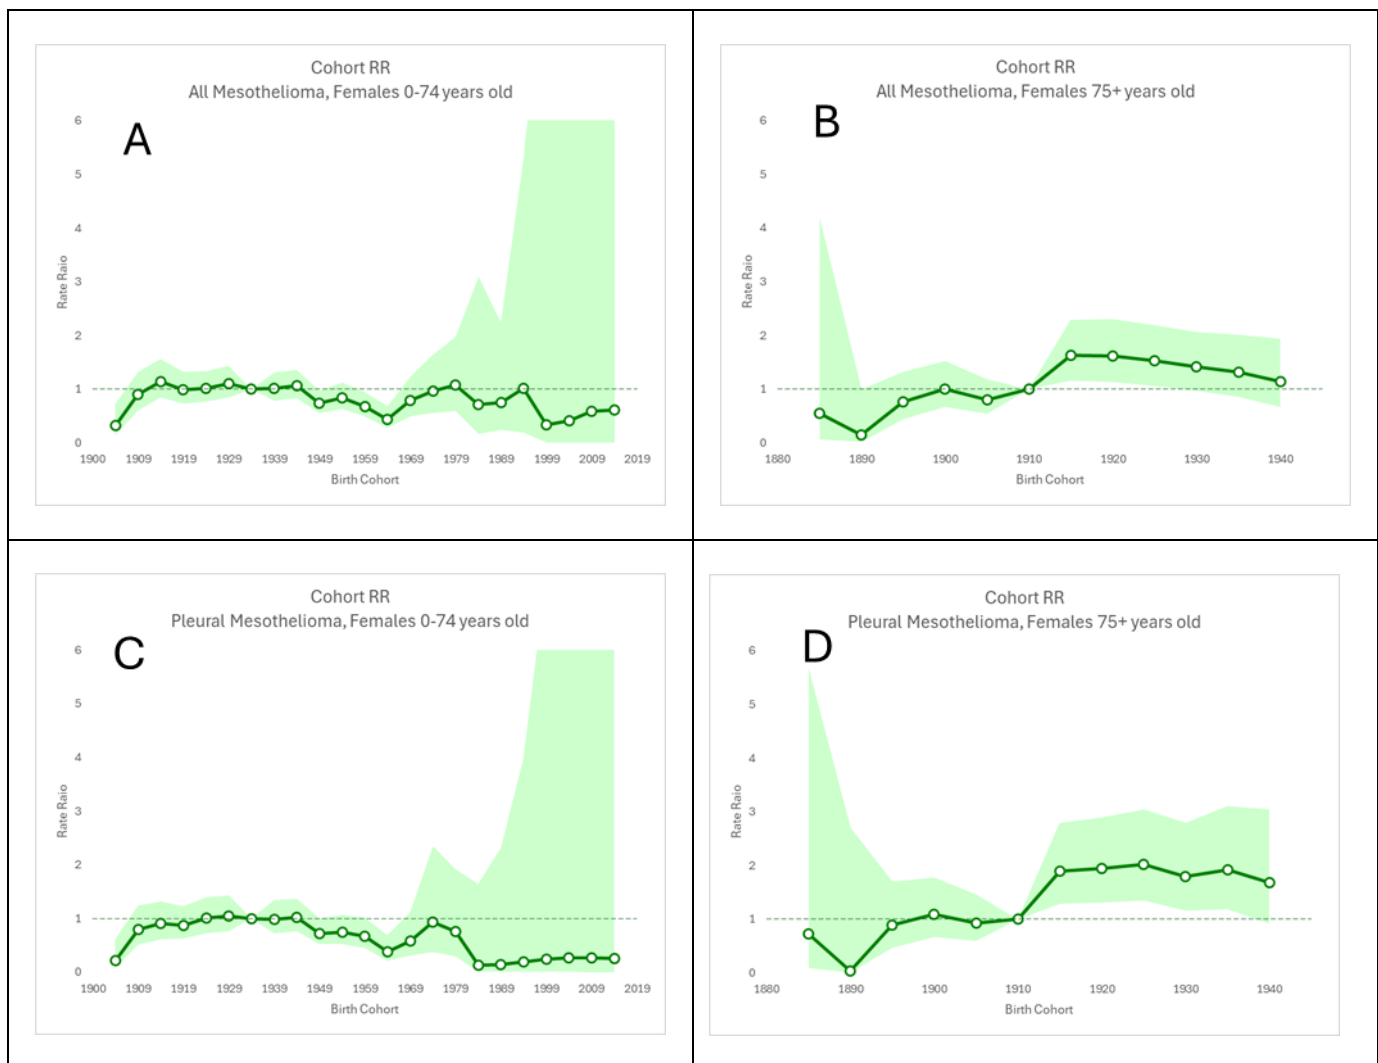 Cohort RR
All Mesothelioma, Females 0-74 years old
A
6
5
4
3
2
1
0
Rate Raio
1900 1909 1919 1929 1939 1949 1959 1969 1979 1989 1999 2009 2019
Birth Cohort
Cohort RR
All Mesothelioma, Females 75+ years old
B
6
5
4
3
2
1
0
Rate Raio
1880 1890 1900 1910 1920 1930 1940
Birth Cohort
Cohort RR
Pleural Mesothelioma, Females 0-74 years old
C
6
5
4
3
2
1
0
Rate Raio
1900 1909 1919 1929 1939 1949 1959 1969 1979 1989 1999 2009 2019
Birth Cohort
Cohort RR
Pleural Mesothelioma, Females 75+ years old
D
6
5
4
3
2
1
0
Rate Raio
1880 1890 1900 1910 1920 1930 1940
Birth Cohort